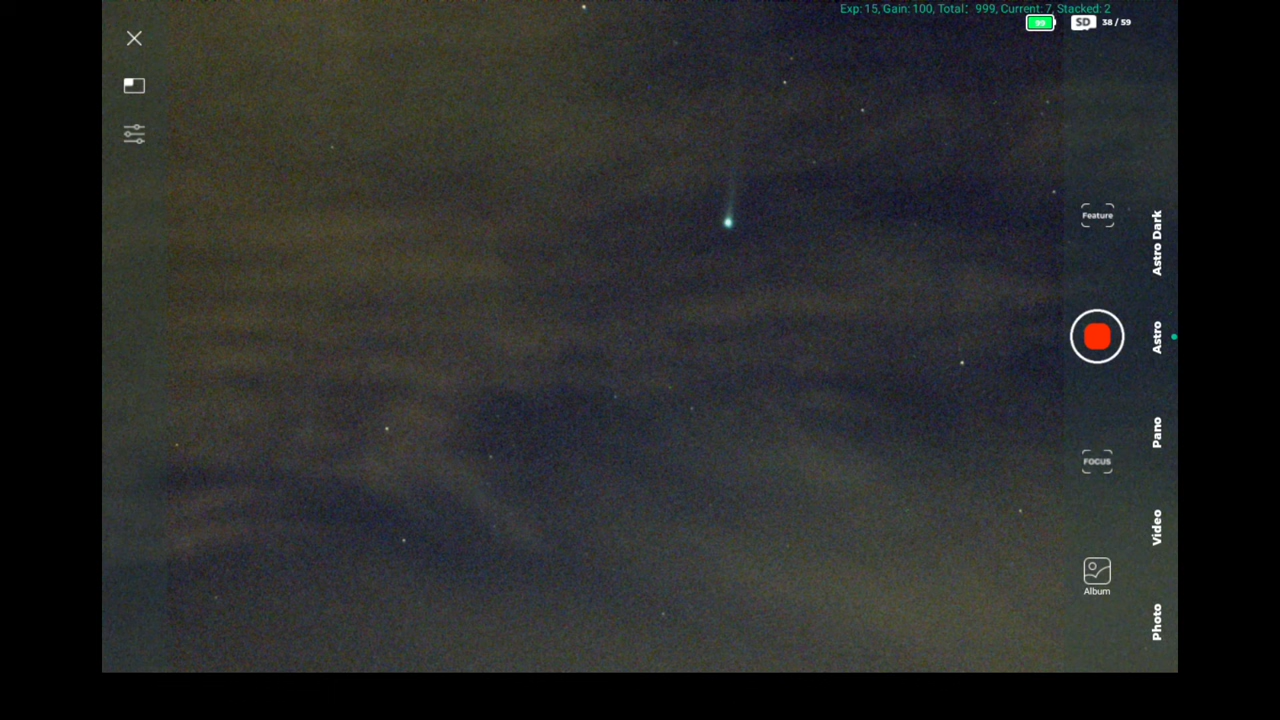 Exp: 15, Gain: 100, Total: 999, Current: 7, Stacked: 2
99
SD
38 / 59
Feature
Astro Dark
Astro
Pano
FOCUS
Video
Album
Photo